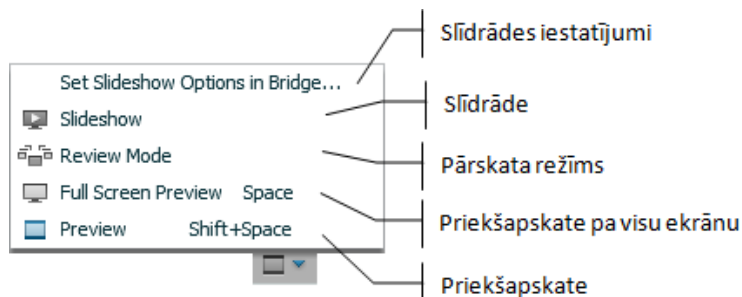 Slīdrādes iestatījumi
Set Slideshow Options in Bridge...
Slideshow
Slīdrāde
Review Mode
Pārskata režīms
Full Screen Preview Space
Priekšapskate pa visu ekrānu
Preview Shift+Space
Priekšapskate